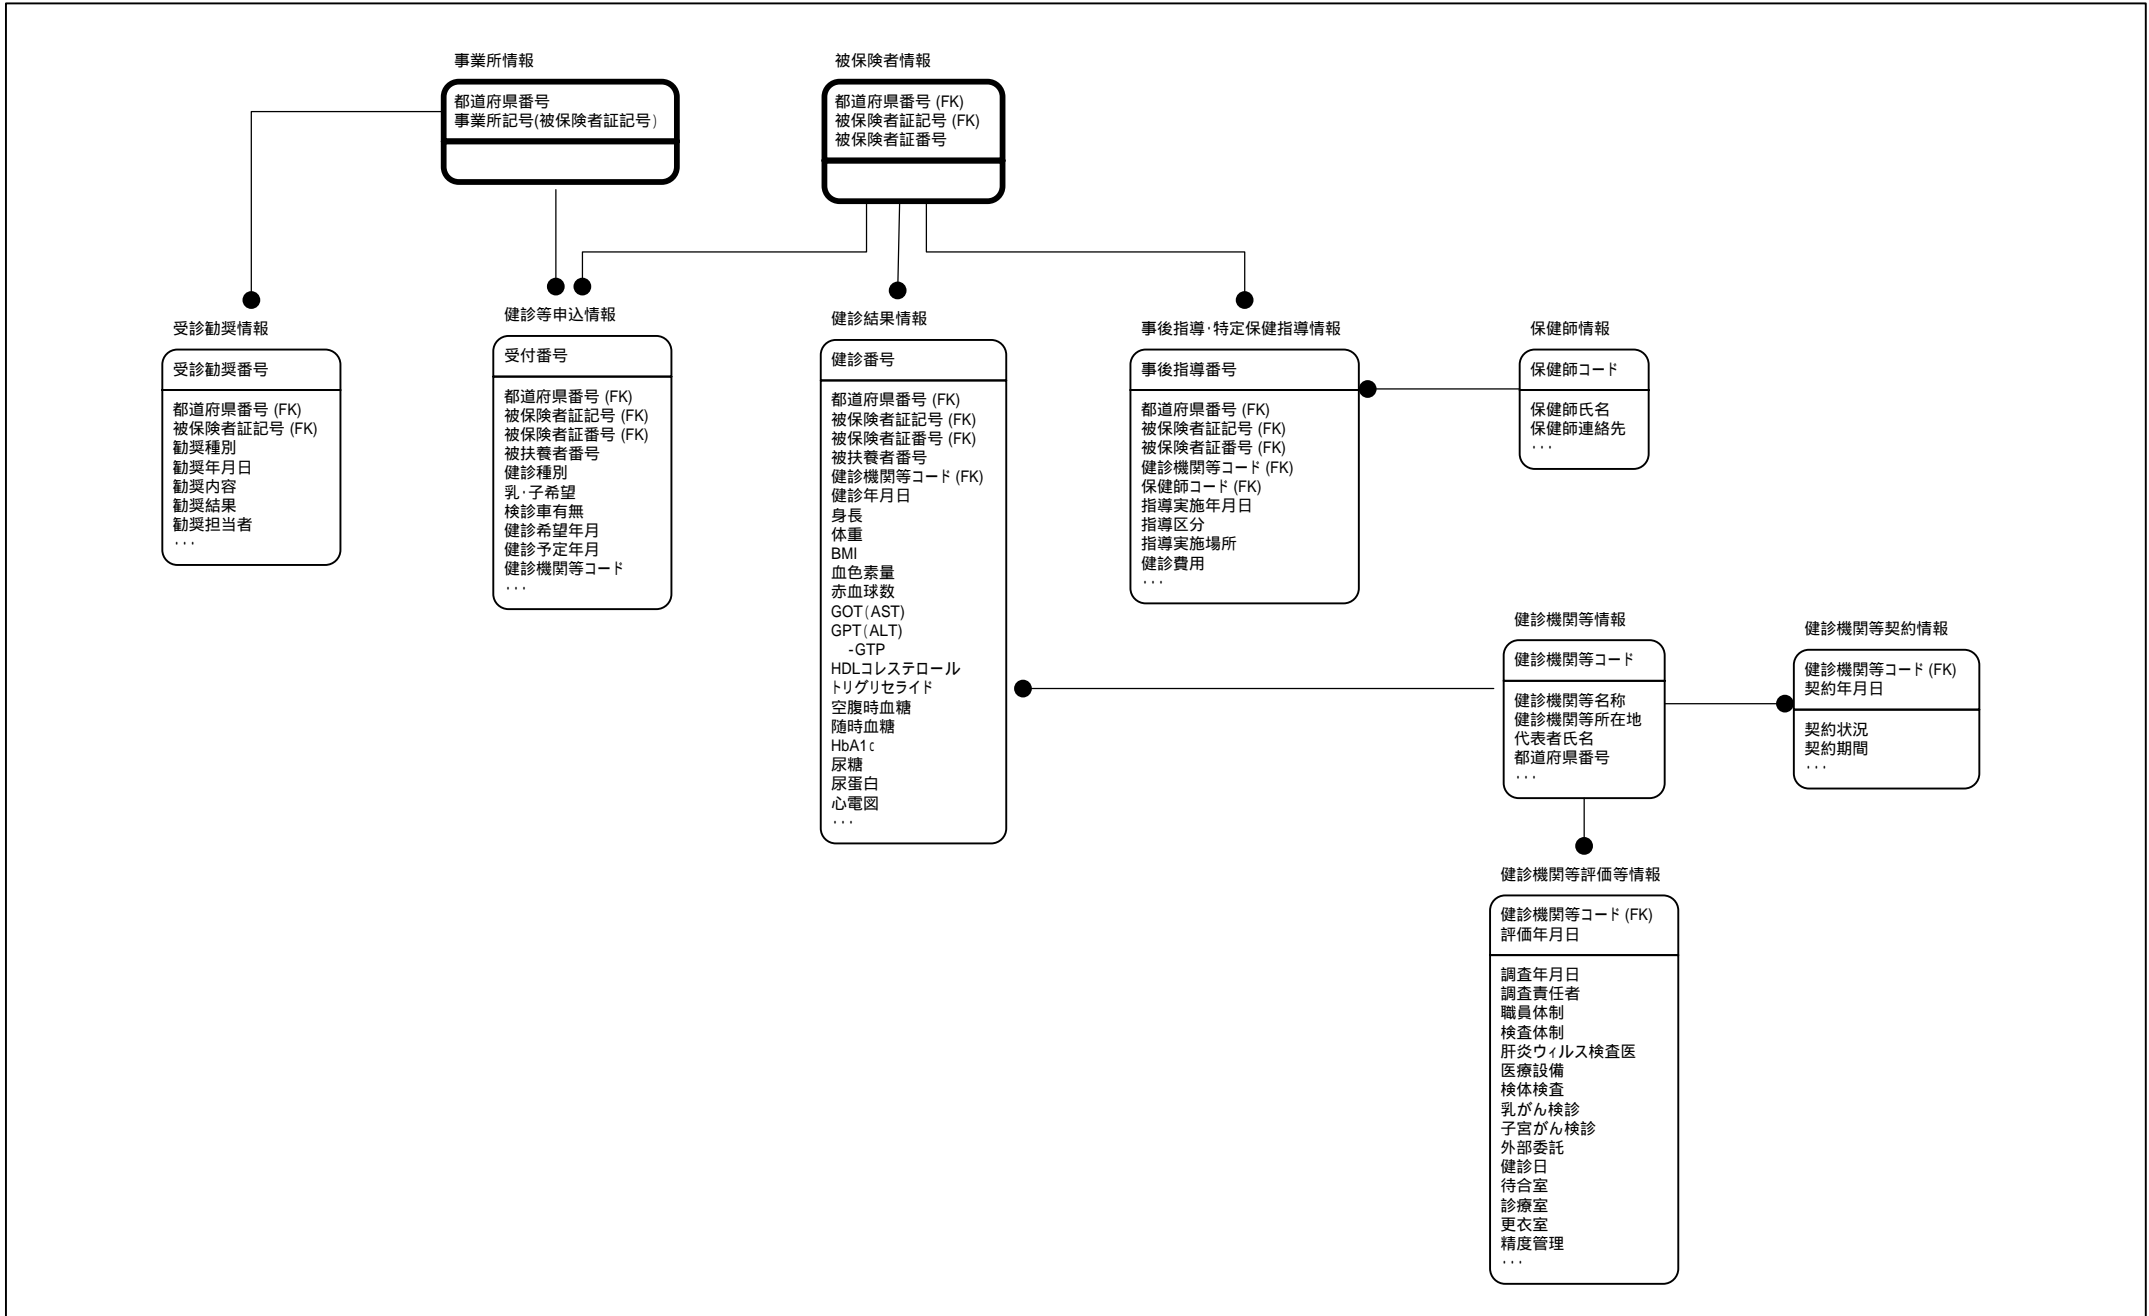 事業所情報
都道府県番号
事業所記号(被保険者証記号)
被保険者情報
都道府県番号 (FK)
被保険者証記号 (FK)
被保険者証番号
受診勧奨情報
受診勧奨番号
都道府県番号 (FK)
被保険者証記号 (FK)
勧奨種別
勧奨年月日
勧奨内容
勧奨結果
勧奨担当者
···
健診等申込情報
受付番号
都道府県番号 (FK)
被保険者証記号 (FK)
被保険者証番号 (FK)
被扶養者番号
健診種別
乳·子希望
検診車有無
健診希望年月
健診予定年月
健診機関等コード
···
健診結果情報
健診番号
都道府県番号 (FK)
被保険者証記号 (FK)
被保険者証番号 (FK)
被扶養者番号
健診機関等コード (FK)
健診年月日
身長
体重
BMI
血色素量
赤血球数
GOT(AST)
GPT(ALT)
-GTP
HDLコレステロール
トリグリセライド
空腹時血糖
随時血糖
HbA1c
尿糖
尿蛋白
心電図
···
事後指導·特定保健指導情報
事後指導番号
都道府県番号 (FK)
被保険者証記号 (FK)
被保険者証番号 (FK)
健診機関等コード (FK)
保健師コード (FK)
指導実施年月日
指導区分
指導実施場所
健診費用
···
保健師情報
保健師コード
保健師氏名
保健師連絡先
···
健診機関等情報
健診機関等コード
健診機関等名称
健診機関等所在地
代表者氏名
都道府県番号
···
健診機関等契約情報
健診機関等コード (FK)
契約年月日
契約状況
契約期間
···
健診機関等評価等情報
健診機関等コード (FK)
評価年月日
調査年月日
調査責任者
職員体制
検査体制
肝炎ウィルス検査医
医療設備
検体検査
乳がん検診
子宮がん検診
外部委託
健診日
待合室
診療室
更衣室
精度管理
···